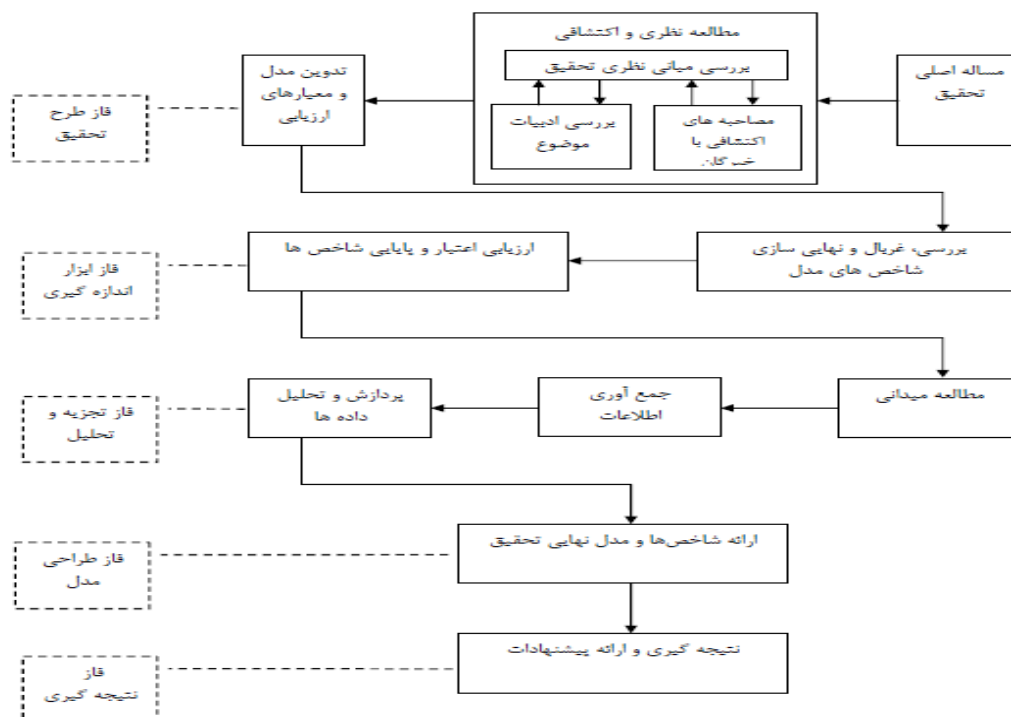 مساله اصلی
تحقیق
مطالعه نظری و اکتشافی
بررسی مبانی نظری تحقیق
مصاحبه های
اکتشافی با
خبرگان
بررسی ادبیات
موضوع
تدوین مدل
و معیارهای
ارزیابی
فاز طرح
تحقیق
بررسی، غربال و نهایی سازی
شاخص های مدل
ارزیابی اعتبار و پایایی شاخص ها
فاز ابزار
اندازه گیری
مطالعه میدانی
جمع آوری
اطلاعات
پردازش و تحلیل
داده ها
فاز تجزیه و
تحلیل
ارائه شاخص‌ها و مدل نهایی تحقیق
فاز طراحی
مدل
نتیجه گیری و ارائه پیشنهادات
فاز
نتیجه گیری